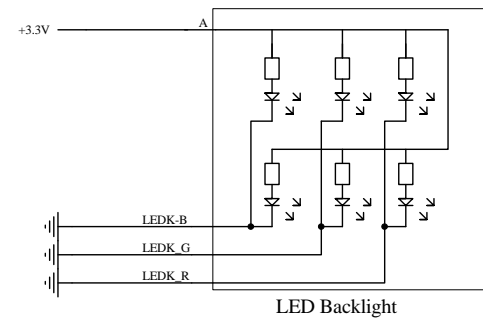 A
+3.3V
LEDK-B
LEDK_G
LEDK_R
LED Backlight